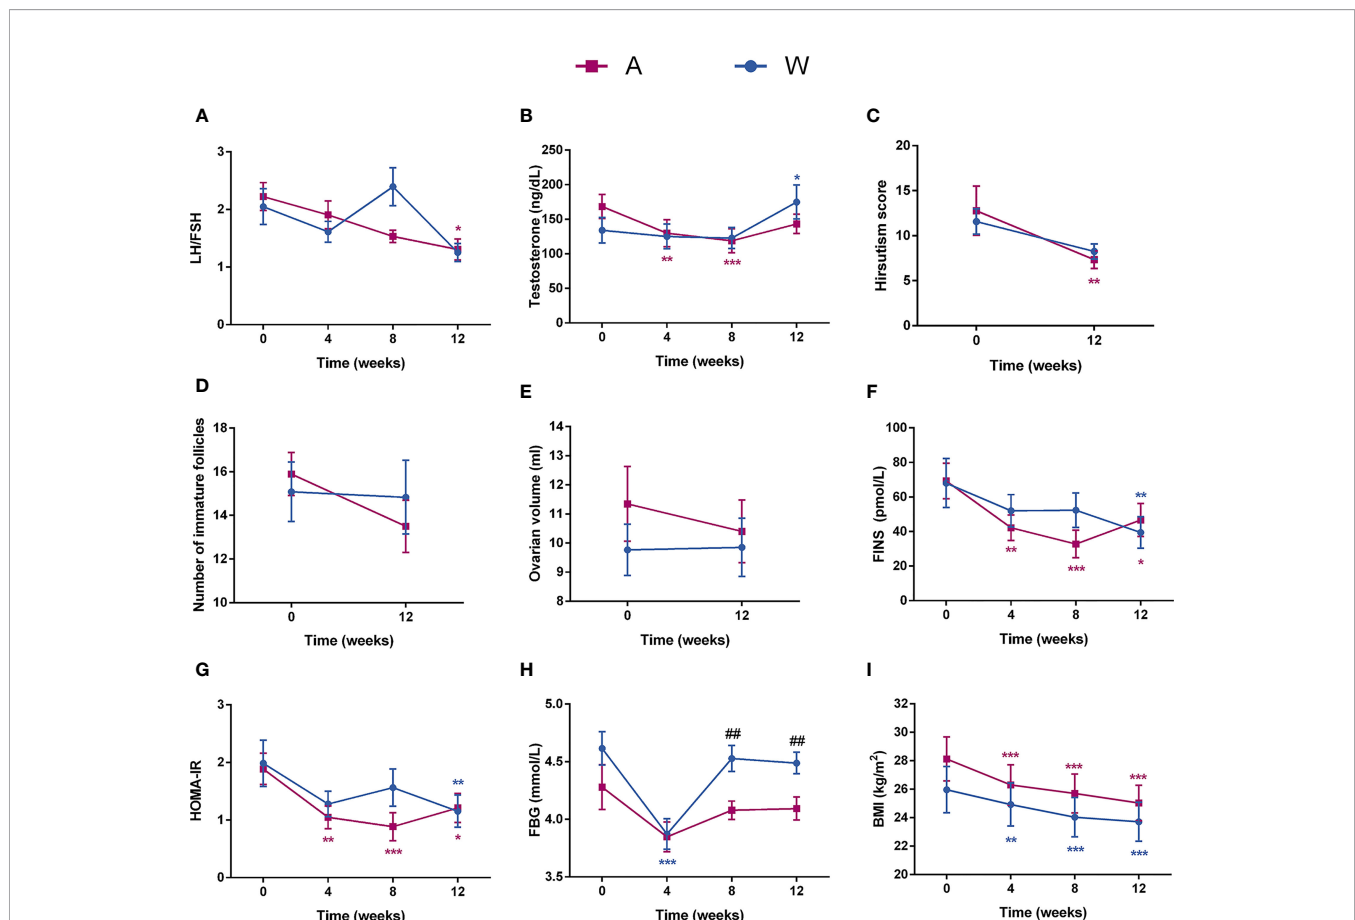 A W
A
LH/FSH
3
2
1
0
*
0 4 8 12
Time (weeks)
B
Testosterone (ng/dL)
250
200
150
100
50
0
*
** ***
0 4 8 12
Time (weeks)
C
Hirsutism score
20
15
10
5
0
**
0 12
Time (weeks)
D
Number of immature follicles
18
16
14
12
10
0 12
Time (weeks)
E
Ovarian volume (ml)
14
13
12
11
10
9
8
0 12
Time (weeks)
F
FINS (pmol/L)
100
80
60
40
20
0
**
** *** *
0 4 8 12
Time (weeks)
G
HOMA-IR
3
2
1
0
**
** *** *
0 4 8 12
Time (weeks)
H
FBG (mmol/L)
5.0
4.5
4.0
3.5
## ##
***
0 4 8 12
Time (weeks)
I
BMI (kg/m²)
32
30
28
26
24
22
20
*** *** ***
** *** ***
0 4 8 12
Time (weeks)